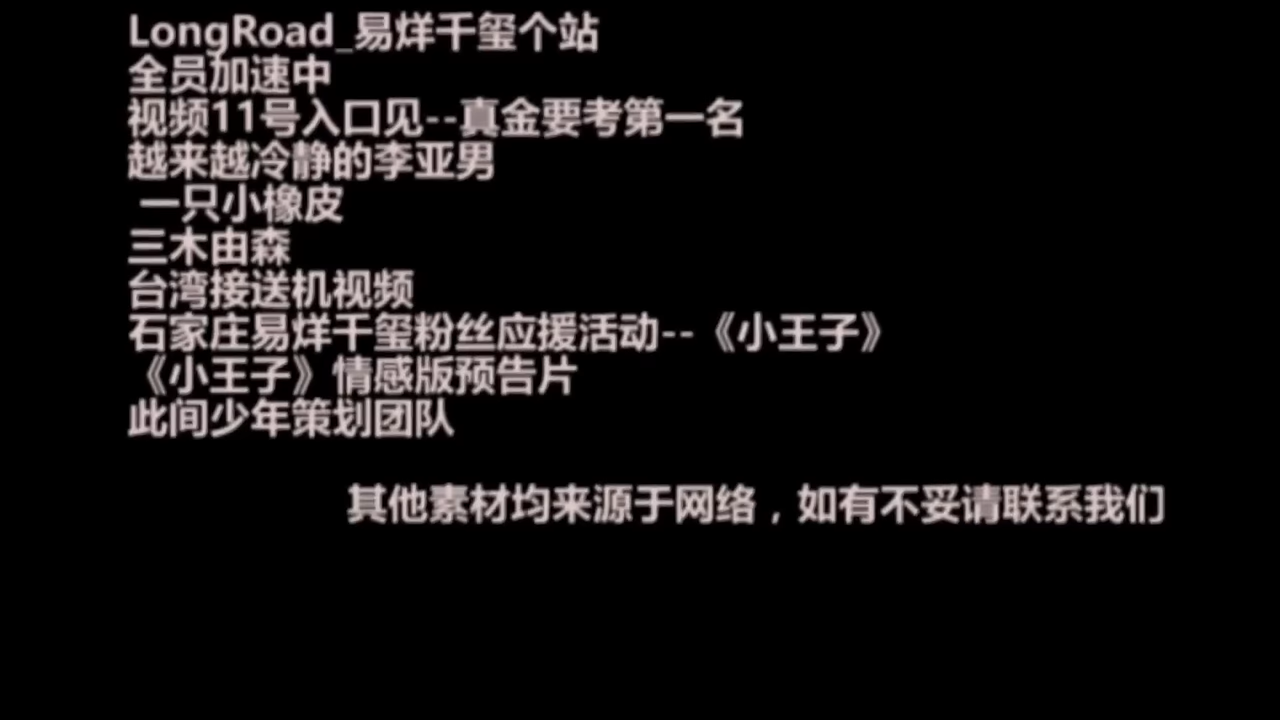 LongRoad_易烊千玺个站
全员加速中
视频11号入口见--真金要考第一名
越来越冷静的李亚男
一只小橡皮
三木由森
台湾接送机视频
石家庄易烊千玺粉丝应援活动--《小王子》
《小王子》情感版预告片
此间少年策划团队
其他素材均来源于网络，如有不妥请联系我们